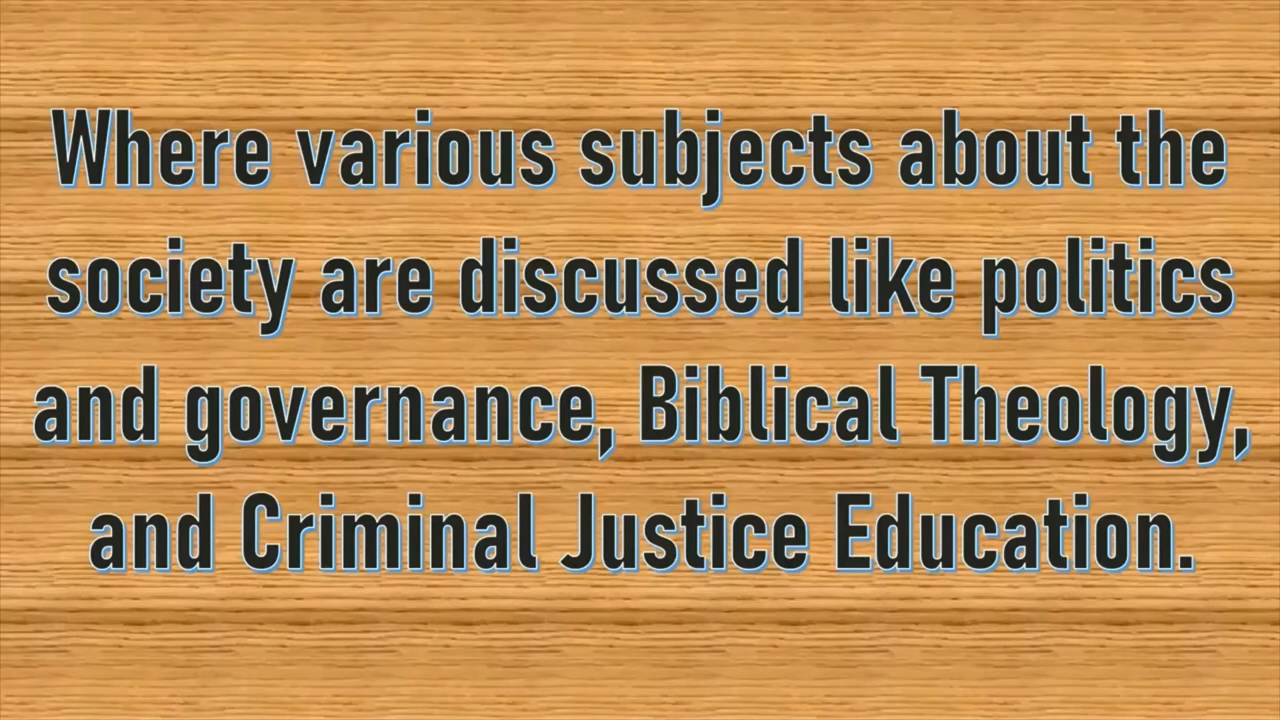 Where various subjects about the
society are discussed like politics
and governance, Biblical Theology,
and Criminal Justice Education.